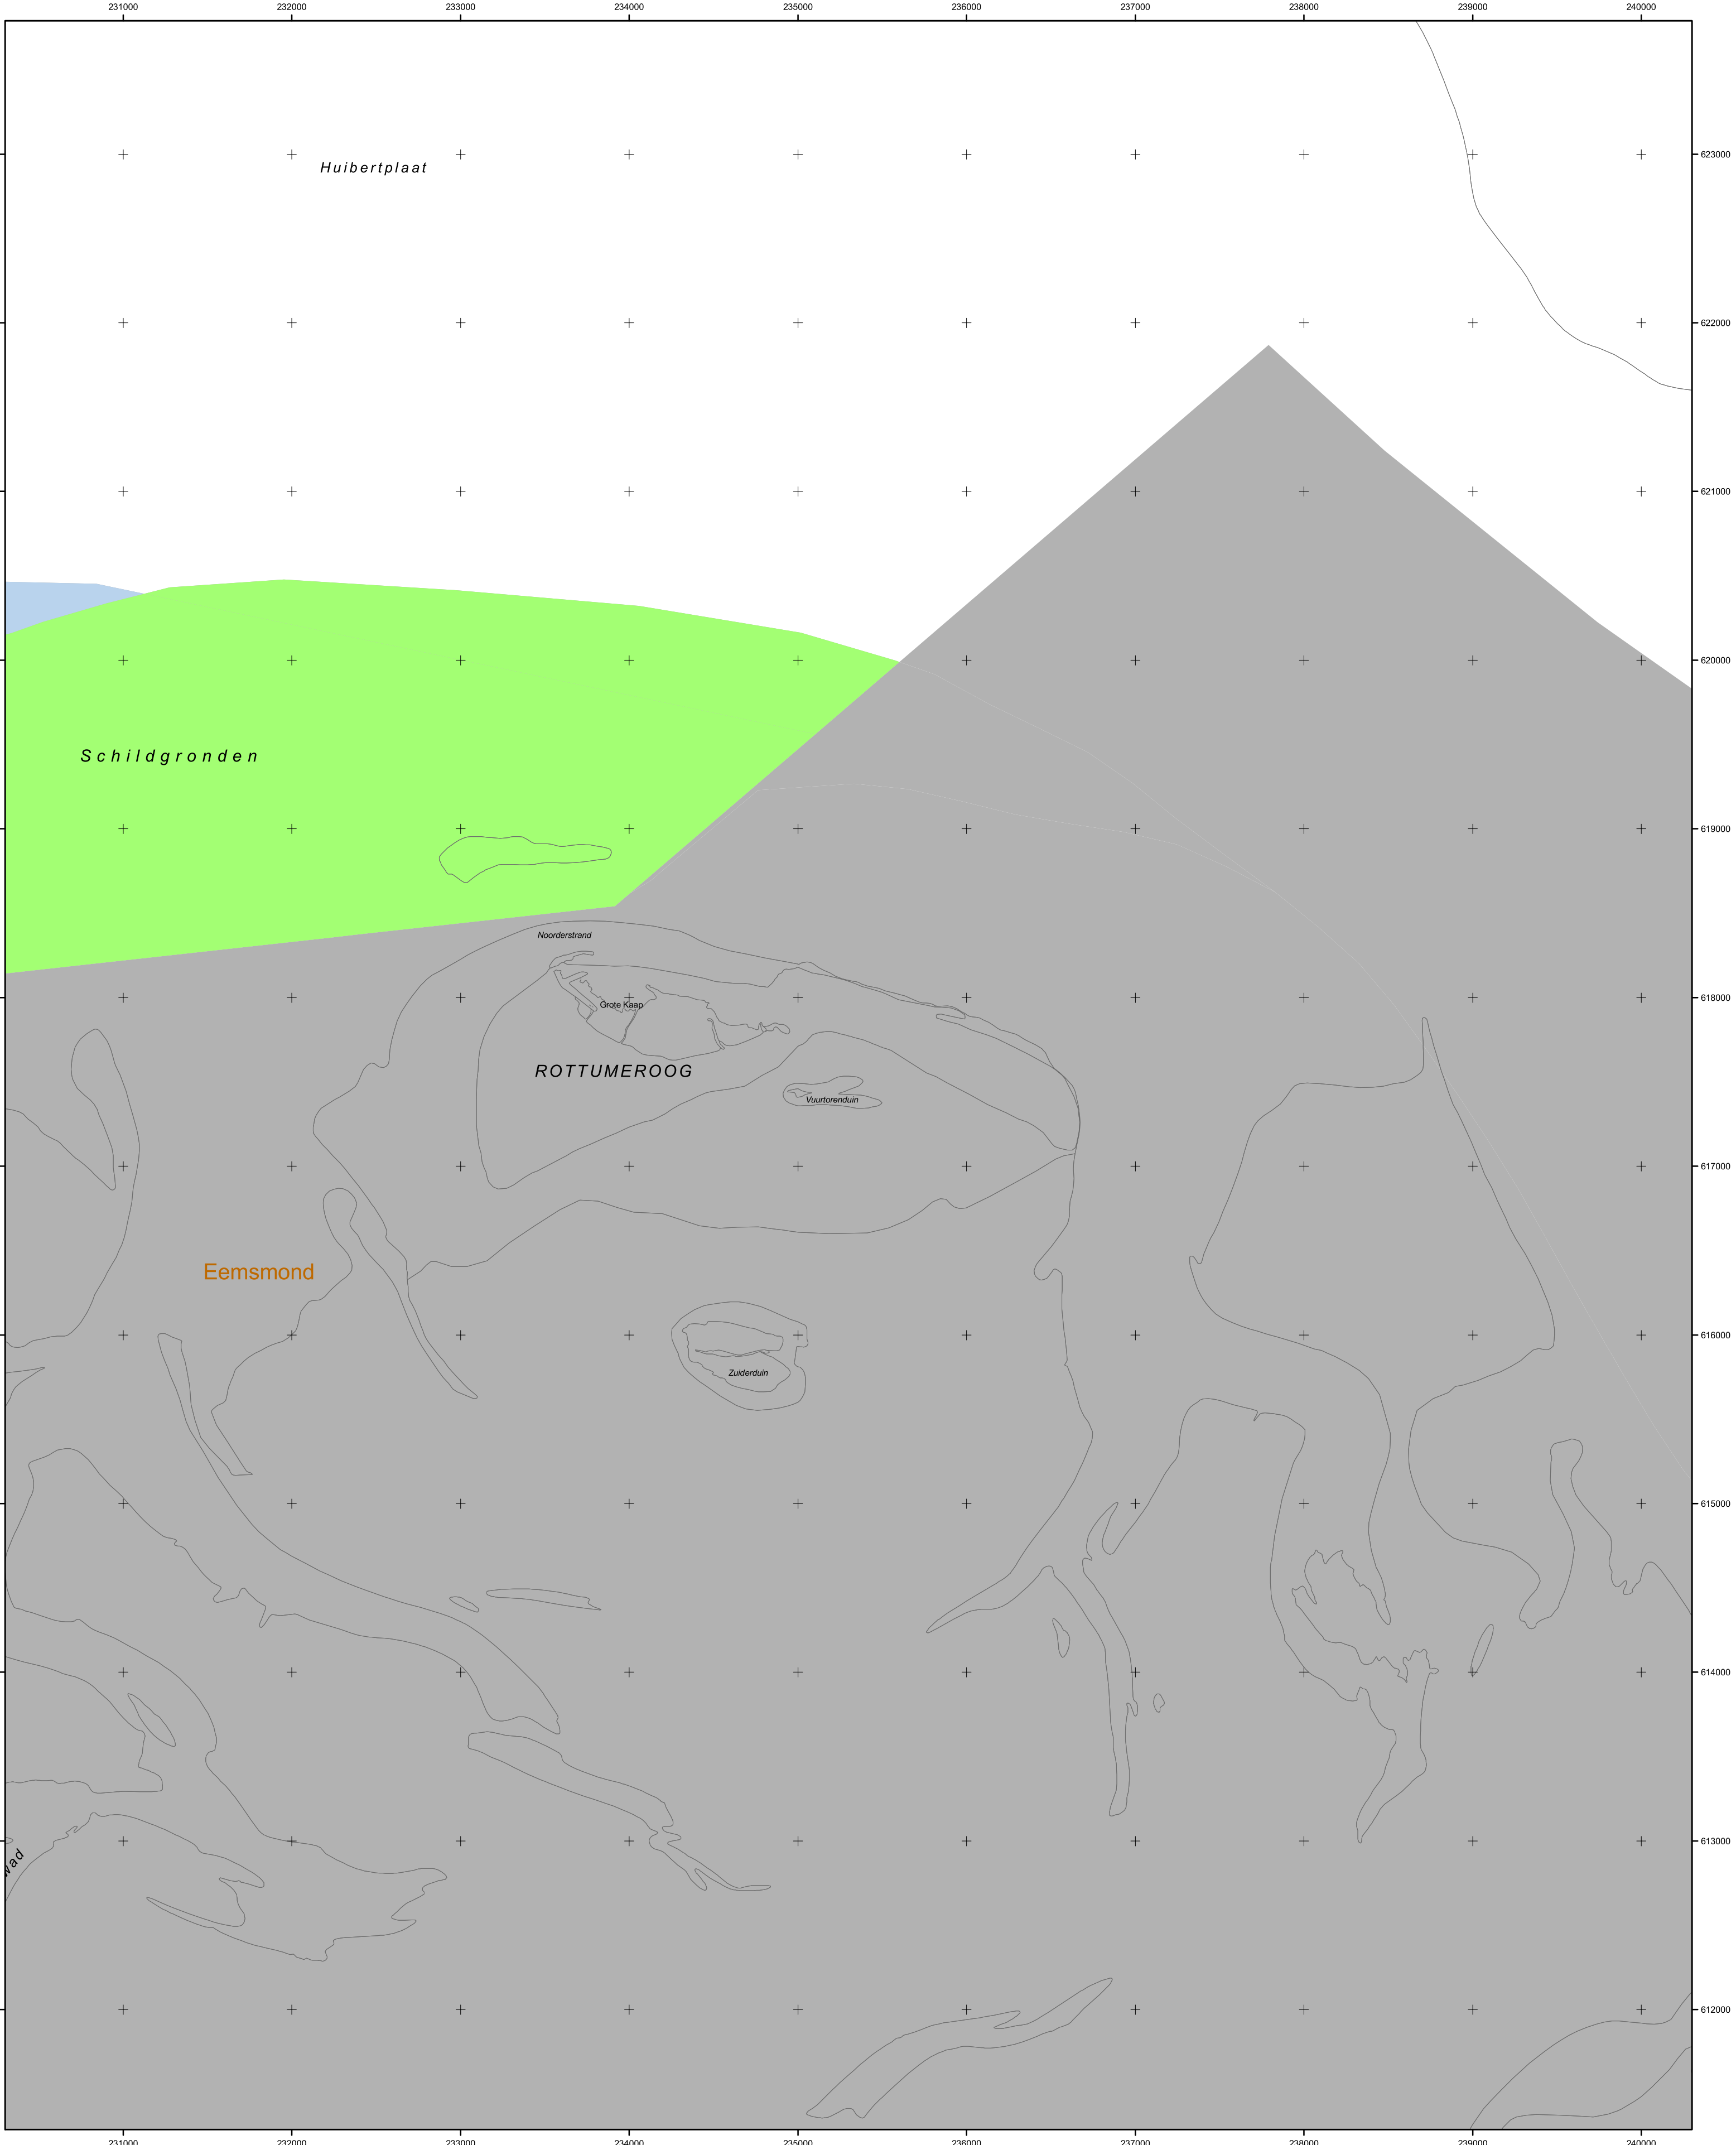 231000 232000 233000 234000 235000 236000 237000 238000 239000 240000
623000
Huibertplaat
622000
621000
620000
Schildgronden
619000
Noorderstrand
618000
Grote Kaap
ROTTUMEROOG
Vuurtorenduin
617000
Eemsmond
616000
Zuiderduin
615000
614000
613000
wad
612000
231000 232000 233000 234000 235000 236000 237000 238000 239000 240000